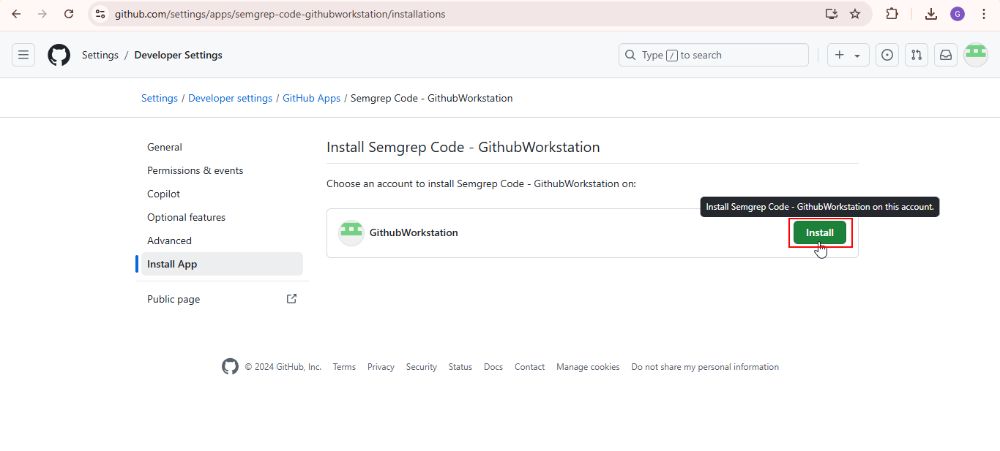 github.com/settings/apps/semgrep-code-githubworkstation/installations
G
Settings / Developer Settings
Type / to search
Settings / Developer settings / GitHub Apps / Semgrep Code - GithubWorkstation
General
Permissions & events
Copilot
Optional features
Advanced
Install App
Public page
Install Semgrep Code - GithubWorkstation
Choose an account to install Semgrep Code - GithubWorkstation on:
Install Semgrep Code - GithubWorkstation on this account.
GithubWorkstation
Install
© 2024 GitHub, Inc. Terms Privacy Security Status Docs Contact Manage cookies Do not share my personal information